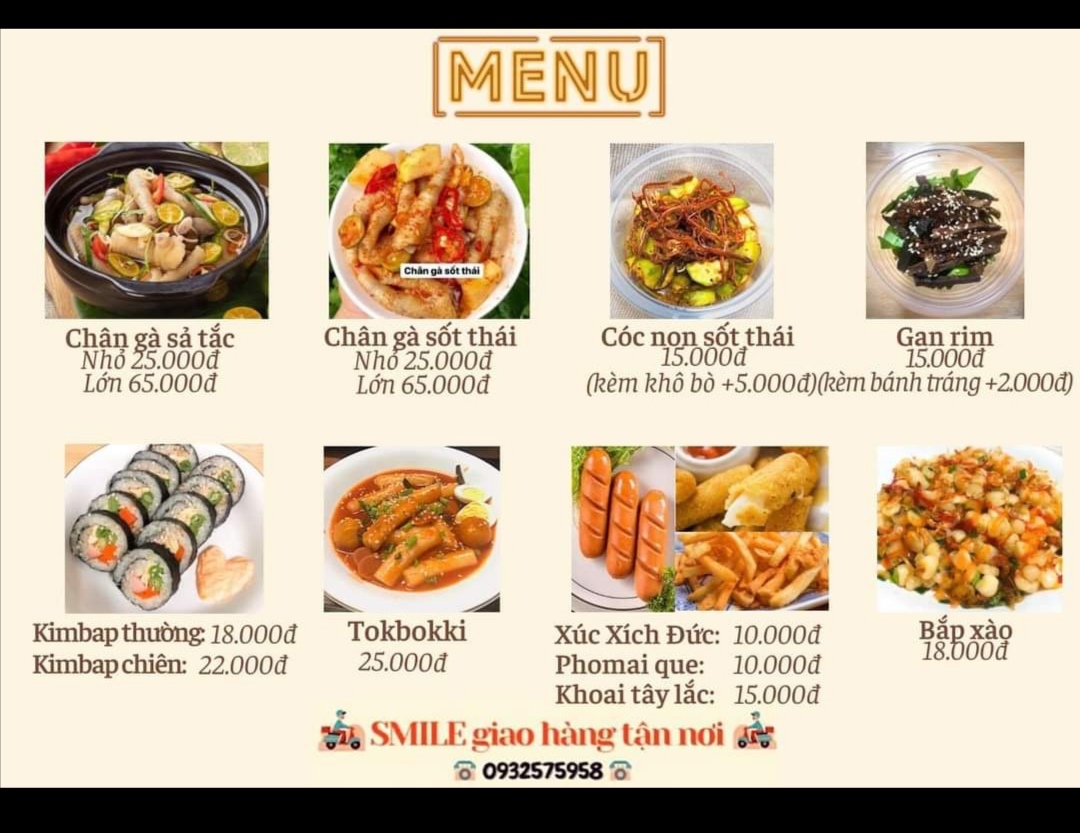 MENU
Chân gà sốt thái
Chân gà sả tắc
Nhỏ 25.000đ
Lớn 65.000đ
Chân gà sốt thái
Nhỏ 25.000đ
Lớn 65.000đ
Cóc non sốt thái
15.000đ
(kèm khô bò +5.000đ)
Gan rim
15.000đ
(kèm bánh tráng +2.000đ)
Kimbap thường: 18.000đ
Kimbap chiên: 22.000đ
Tokbokki
25.000đ
Xúc Xích Đức: 10.000đ
Phomai que: 10.000đ
Khoai tây lắc: 15.000đ
Bắp xào
18.000đ
SMILE giao hàng tận nơi
0932575958